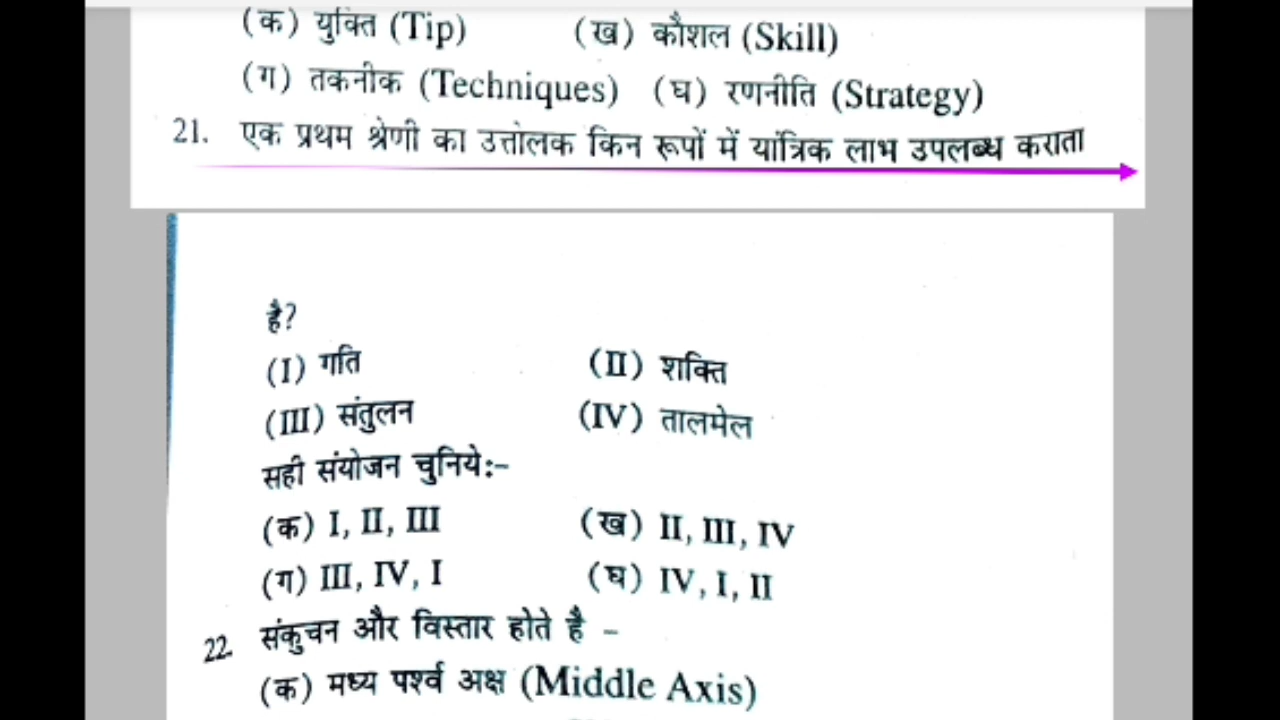 (क) युक्ति (Tip) (ख) कौशल (Skill)
(ग) तकनीक (Techniques) (घ) रणनीति (Strategy)
21. एक प्रथम श्रेणी का उत्तोलक किन रूपों में यांत्रिक लाभ उपलब्ध कराता
है?
(I) गति (II) शक्ति
(III) संतुलन (IV) तालमेल
सही संयोजन चुनिये:-
(क) I, II, III (ख) II, III, IV
(ग) III, IV, I (घ) IV, I, II
22. संकुचन और विस्तार होते है -
(क) मध्य पर्श्व अक्ष (Middle Axis)